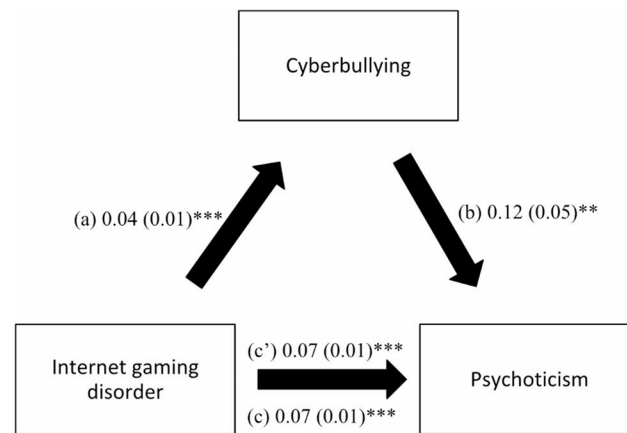 Cyberbullying
(a) 0.04 (0.01)***
(b) 0.12 (0.05)**
Internet gaming
disorder
(c’) 0.07 (0.01)***
(c) 0.07 (0.01)***
Psychoticism